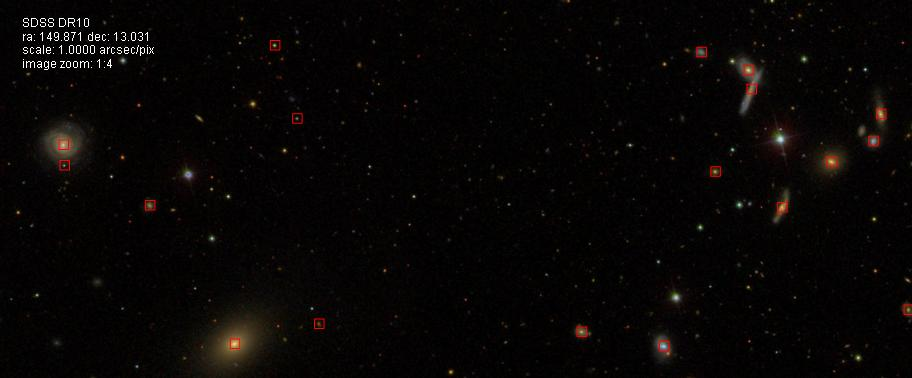 SDSS DR10
ra: 149.871 dec: 13.031
scale: 1.0000 arcsec/pix
image zoom: 1:4